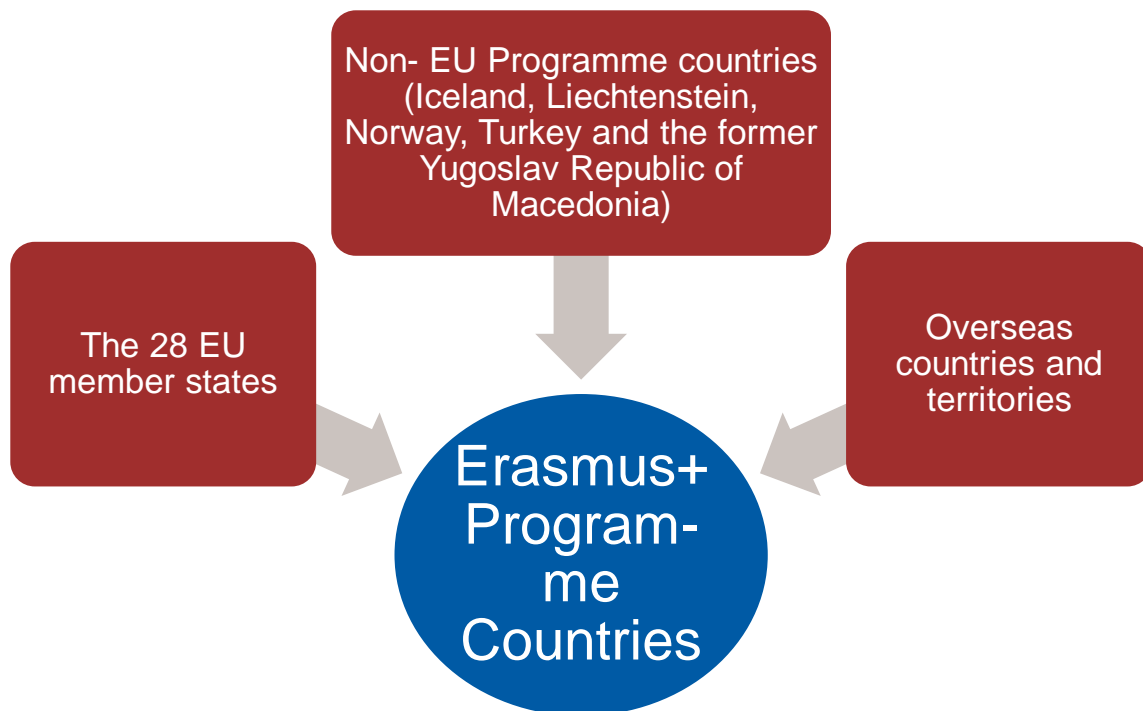 Non- EU Programme countries
(Iceland, Liechtenstein,
Norway, Turkey and the former
Yugoslav Republic of
Macedonia)
The 28 EU
member states
Overseas
countries and
territories
Erasmus+
Program-
me
Countries